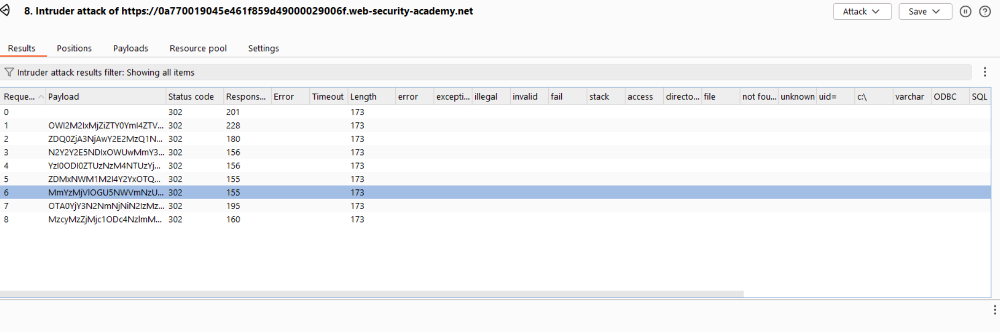 8. Intruder attack of https://0a770019045e461f859d49000029006f.web-security-academy.net
Attack Save
Results Positions Payloads Resource pool Settings
Intruder attack results filter: Showing all items
Reque... Payload Status code Respons... Error Timeout Length error excepti... illegal invalid fail stack access directo... file not fou... unknown uid= c:\ varchar ODBC SQL
0 302 201 173
1 OWI2M2IxMjZiZTY0YmI4ZTV... 302 228 173
2 ZDQ0ZjA3NjAwY2E2MzQ1N... 302 180 173
3 N2Y2Y2E5NDIxOWUwMmY3... 302 156 173
4 YzI0ODI0ZTUzNzM4NTUzYj... 302 156 173
5 ZDMxNWM1M2I4Y2YxOTQ... 302 155 173
6 MmYzMjVlOGU5NWVmNzU... 302 155 173
7 OTA0YjY3N2NmNjNiN2IzMz... 302 195 173
8 MzcyMzZjMjc1ODc4NzlmM... 302 160 173